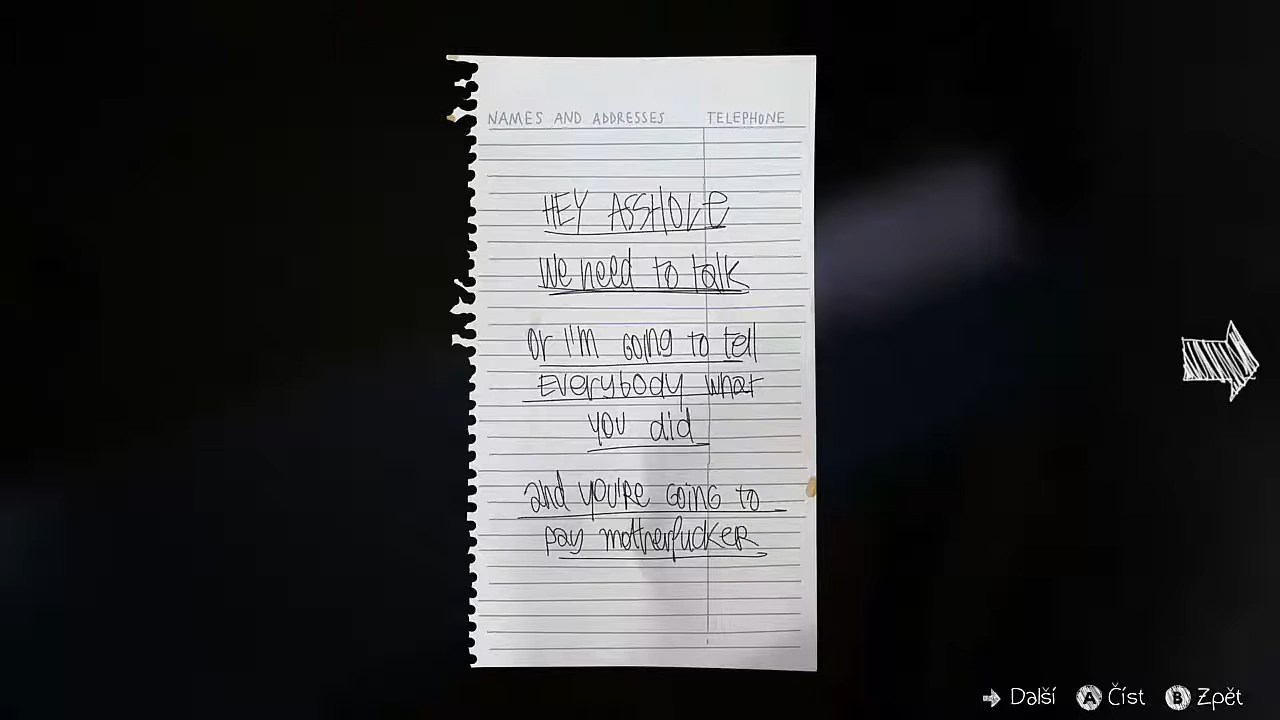 NAMES AND ADDRESSES TELEPHONE
HEY ASSHOLE
We need to talk
Or I'm going to tell
Everybody what
you did
and you're going to
pay motherfucker
Další A Číst B Zpět